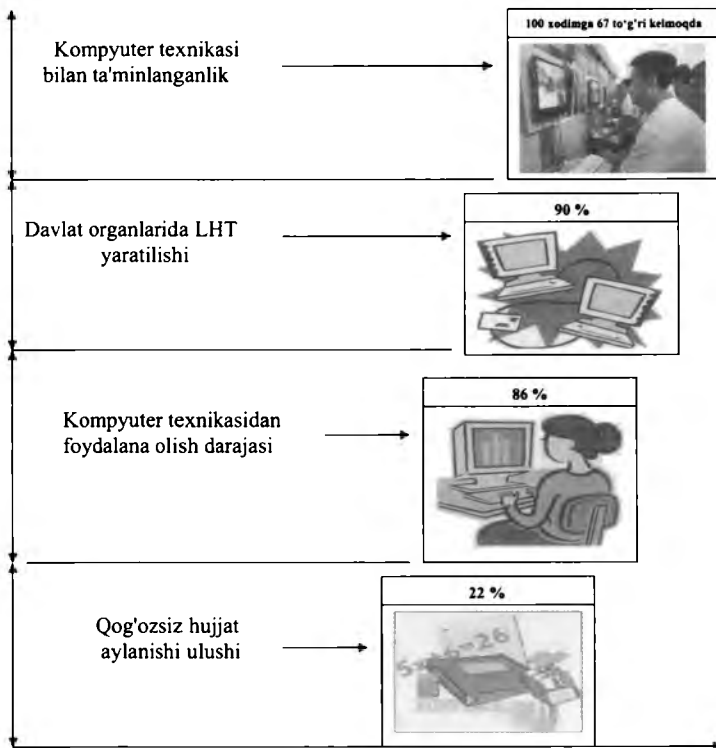 100 xodimga 67 to'g'ri kelmoqda
Kompyuter texnikasi
bilan ta'minlanganlik
90 %
Davlat organlarida LHT
yaratilishi
86 %
Kompyuter texnikasidan
foydalana olish darajasi
22 %
Qog'ozsiz hujjat
aylanishi ulushi